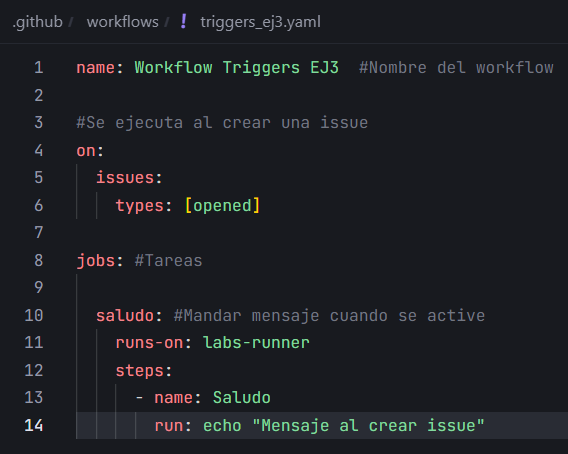 .github / workflows / ! triggers_ej3.yaml
1 name: Workflow Triggers EJ3  #Nombre del workflow
2
3 #Se ejecuta al crear una issue
4 on:
5   issues:
6     types: [opened]
7
8 jobs: #Tareas
9
10   saludo: #Mandar mensaje cuando se active
11     runs-on: labs-runner
12     steps:
13       - name: Saludo
14         run: echo "Mensaje al crear issue"